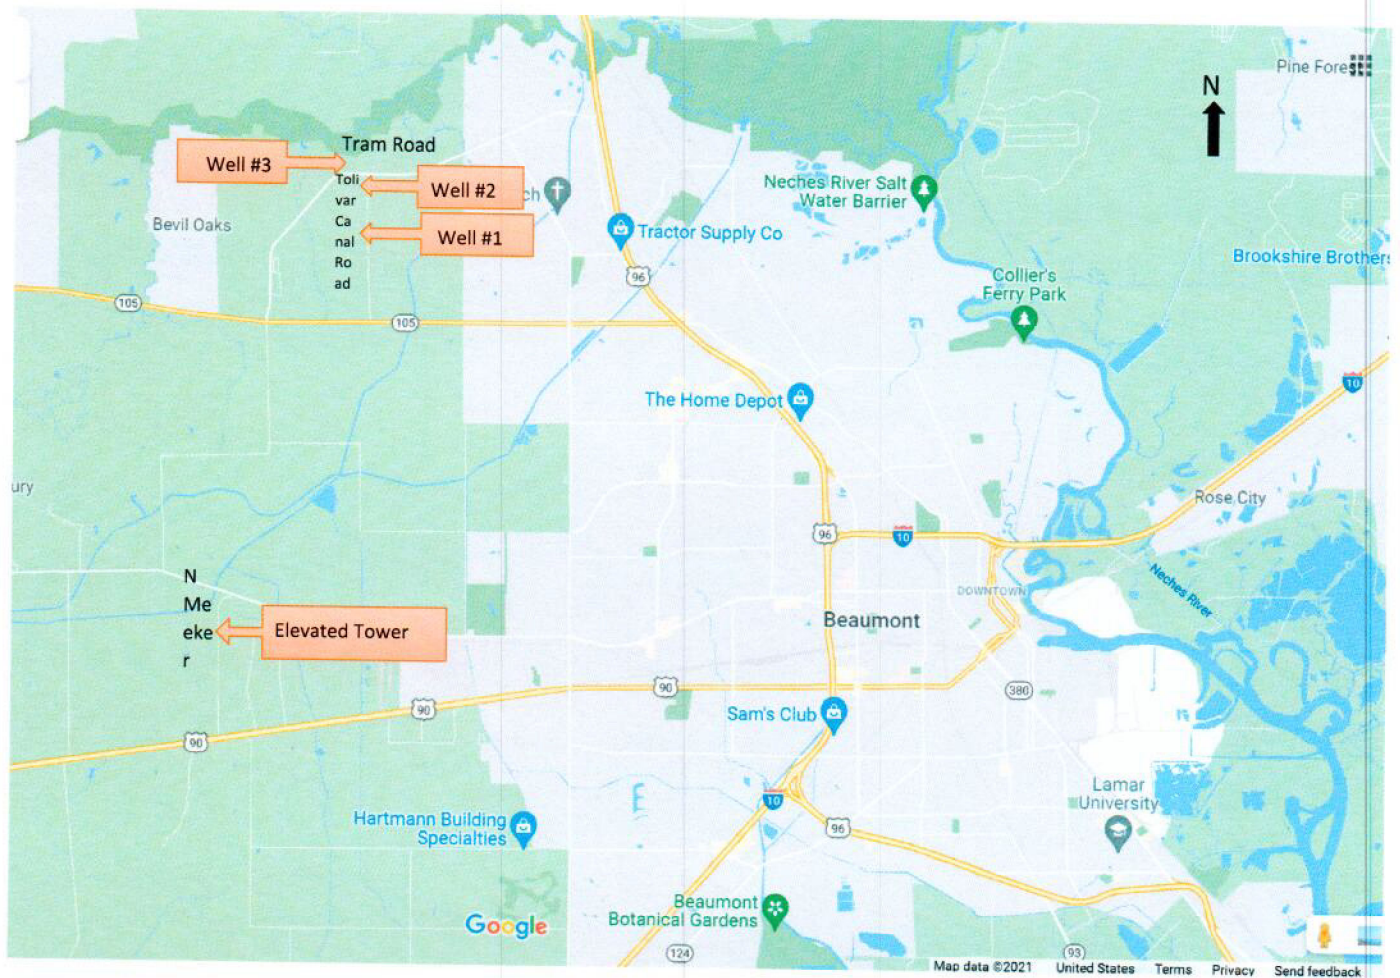 Pine Fores
N
Tram Road
Well #3
Toli
var
Ca
nal
Ro
ad
Well #2
ch
Well #1
Bevil Oaks
Neches River Salt
Water Barrier
Tractor Supply Co
96
Brookshire Brothers
Collier's
Ferry Park
105
105
10
The Home Depot
ury
Rose City
96
10
Neches River
DOWNTOWN
N
Me
eke
r
Elevated Tower
Beaumont
90
380
90
Sam's Club
90
Lamar
University
10
Hartmann Building
Specialties
96
Beaumont
Botanical Gardens
Google
124
93
Map data ©2021 United States Terms Privacy Send feedback